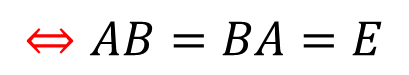 ⇔ AB = BA = E